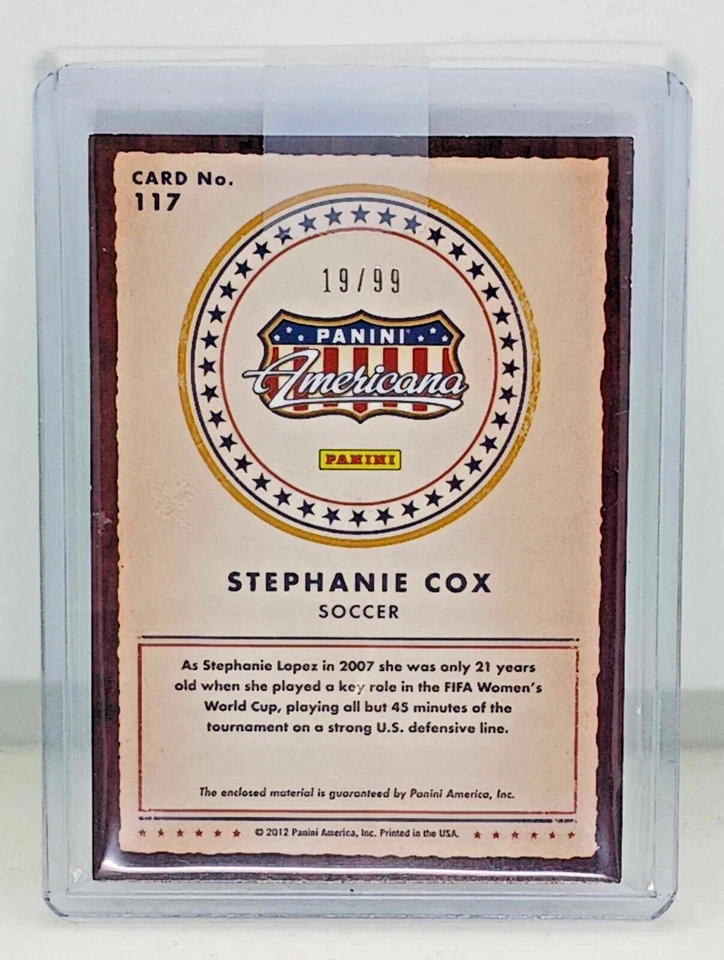 CARD No.
117
19/99
PANINI
Americana
PANINI
STEPHANIE COX
SOCCER
As Stephanie Lopez in 2007 she was only 21 years
old when she played a key role in the FIFA Women's
World Cup, playing all but 45 minutes of the
tournament on a strong U.S. defensive line.
The enclosed material is guaranteed by Panini America, Inc.
© 2012 Panini America, Inc. Printed in the USA.